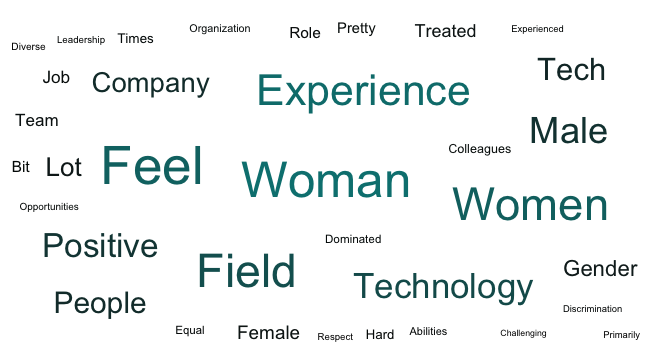 Organization
Experienced
Role
Pretty
Treated
Times
Leadership
Diverse
Job
Company
Experience
Tech
Team
Male
Colleagues
Bit
Lot
Feel
Woman
Women
Opportunities
Positive
Dominated
Field
Technology
Gender
People
Discrimination
Equal
Female
Respect
Hard
Abilities
Challenging
Primarily